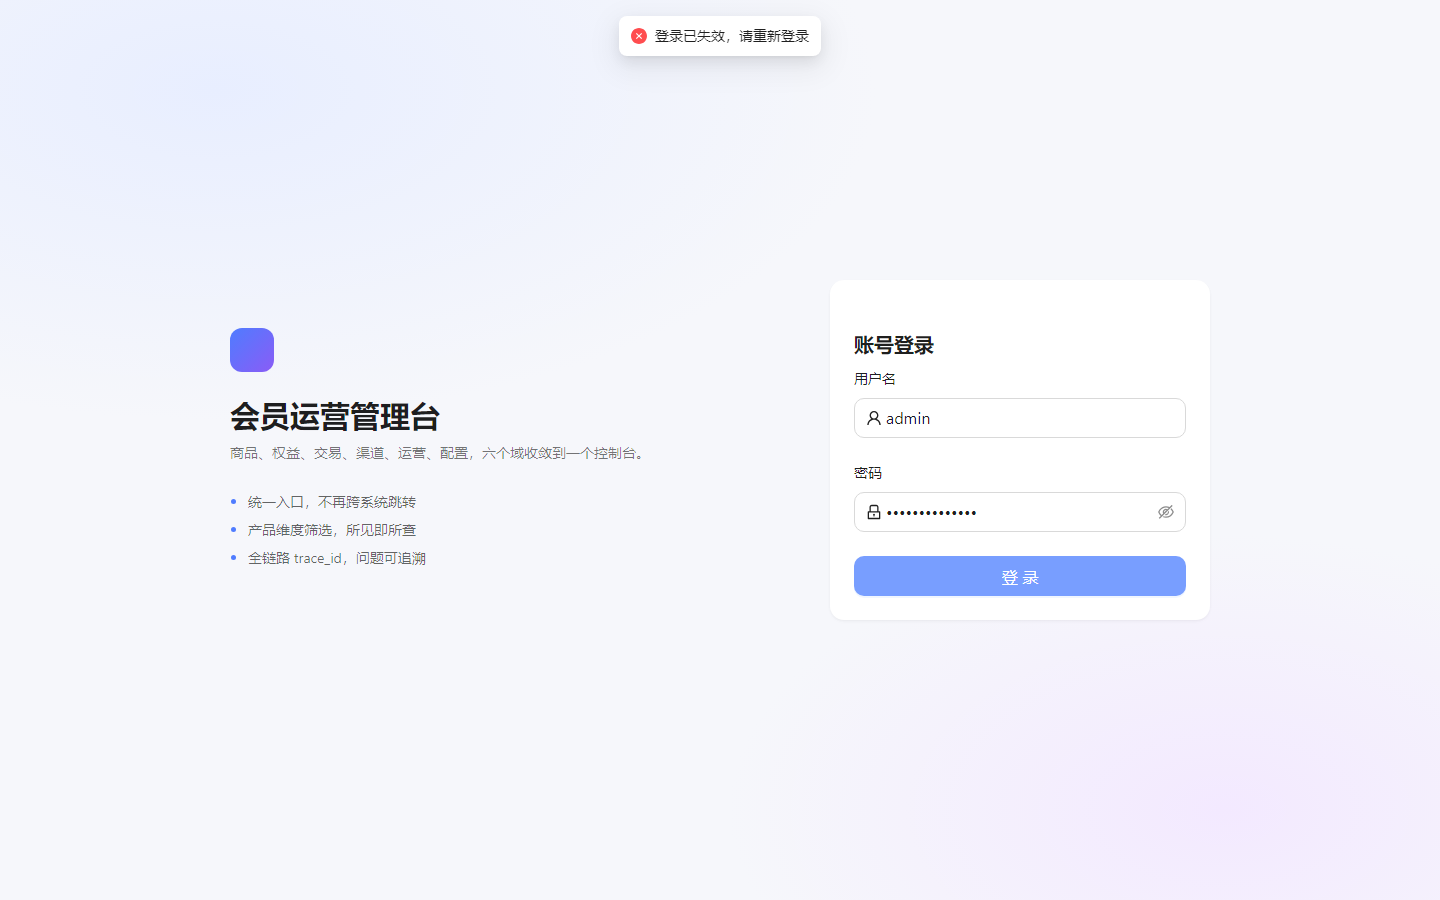 登录已失效，请重新登录
会员运营管理台
商品、权益、交易、渠道、运营、配置，六个域收敛到一个控制台。
统一入口，不再跨系统跳转
产品维度筛选，所见即所查
全链路 trace_id，问题可追溯
账号登录
用户名
admin
密码
••••••••••••••
登 录